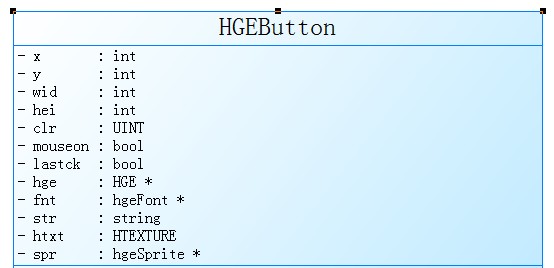 HGEButton
- x : int
- y : int
- wid : int
- hei : int
- clr : UINT
- mouseon : bool
- lastck : bool
- hge : HGE *
- fnt : hgeFont *
- str : string
- htxt : HTEXTURE
- spr : hgeSprite *